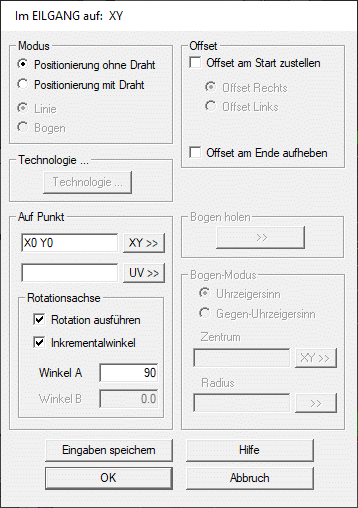 Im EILGANG auf: XY
Modus
Positionierung ohne Draht
Positionierung mit Draht
Linie
Bogen
Offset
Offset am Start zustellen
Offset Rechts
Offset Links
Offset am Ende aufheben
Technologie ...
Technologie ...
Auf Punkt
X0 Y0
XY >>
UV >>
Rotationsachse
Rotation ausführen
Inkrementalwinkel
Winkel A 90
Winkel B 0.0
Bogen holen
>>
Bogen-Modus
Uhrzeigersinn
Gegen-Uhrzeigersinn
Zentrum
XY >>
Radius
>>
Eingaben speichern
Hilfe
OK
Abbruch